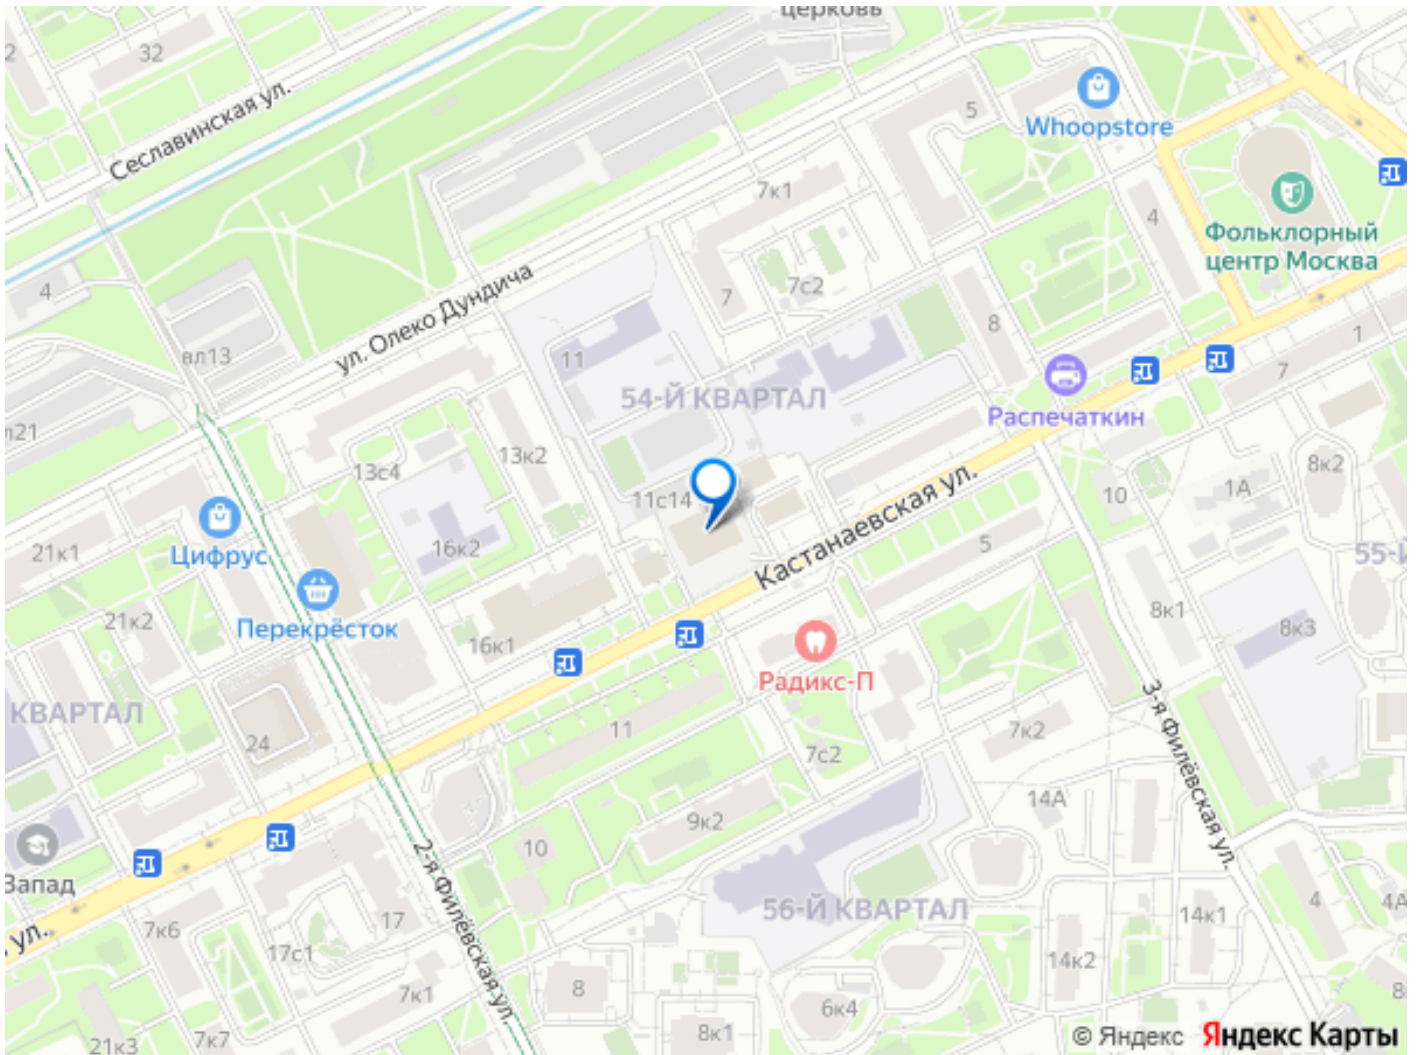 церковь
32
Сеславинская ул.
5
Whoopstore
7к1
4
Фольклорный
центр Москва
4
ул. Олеко Дундича
7
7с2
8
1
вл13
11
7
54-Й КВАРТАЛ
Распечаткин
13с4
13к2
8к2
11с14
10
1А
Кастанаевская ул.
21к1
Цифрус
16к2
5
21к2
Перекрёсток
16к1
8к1
8к3
Радикс-П
КВАРТАЛ
24
11
7с2
7к2
3-я Филёвская ул.
14А
9к2
10
2-я Филёвская ул.
Запад
56-Й КВАРТАЛ
4
4А
ул.
7к6
17
14к1
17с1
14к2
7к1
8
6к4
8
21к3
7к7
8к1
© Яндекс Яндекс Карты